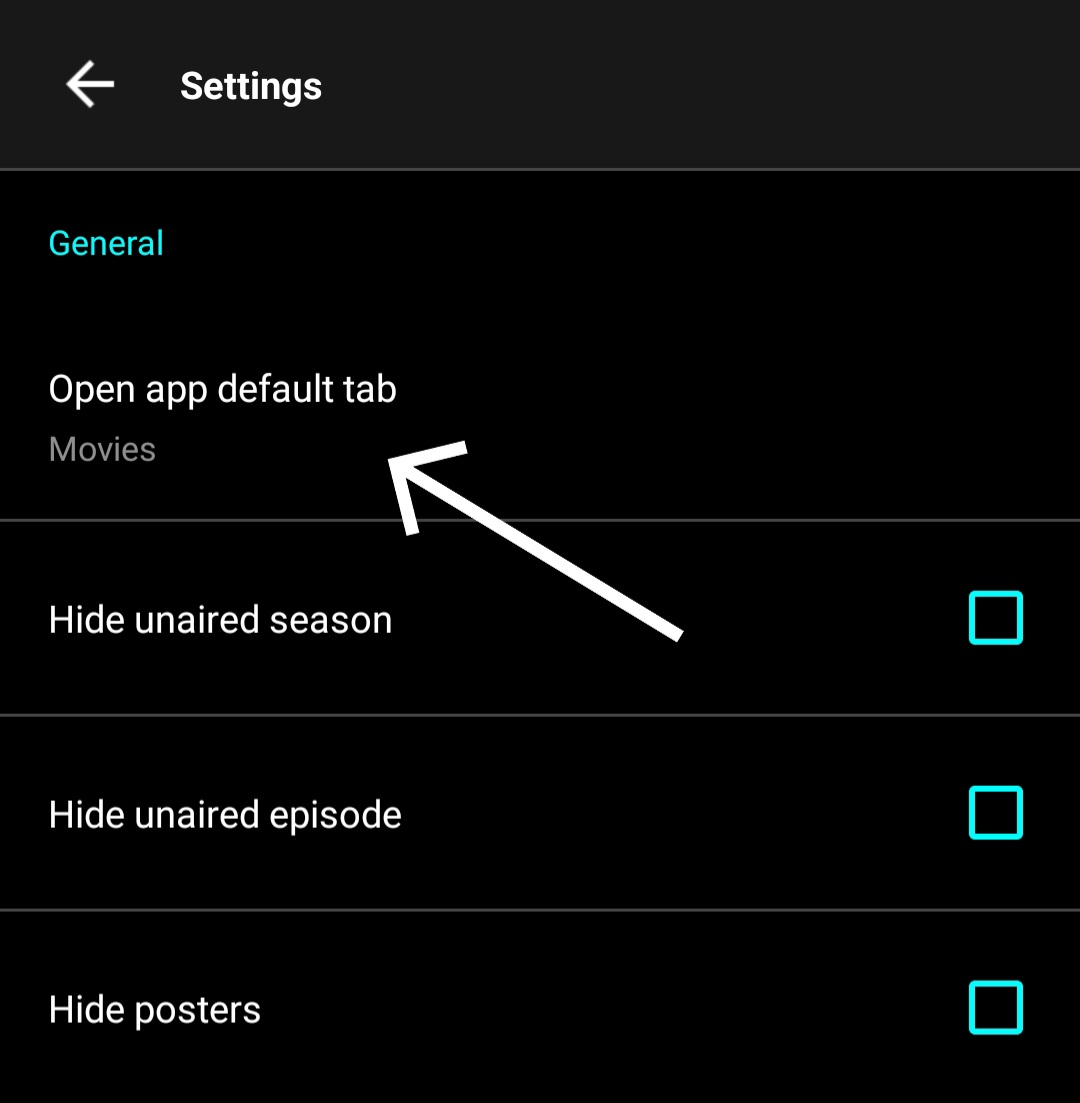 Settings
General
Open app default tab
Movies
Hide unaired season
Hide unaired episode
Hide posters